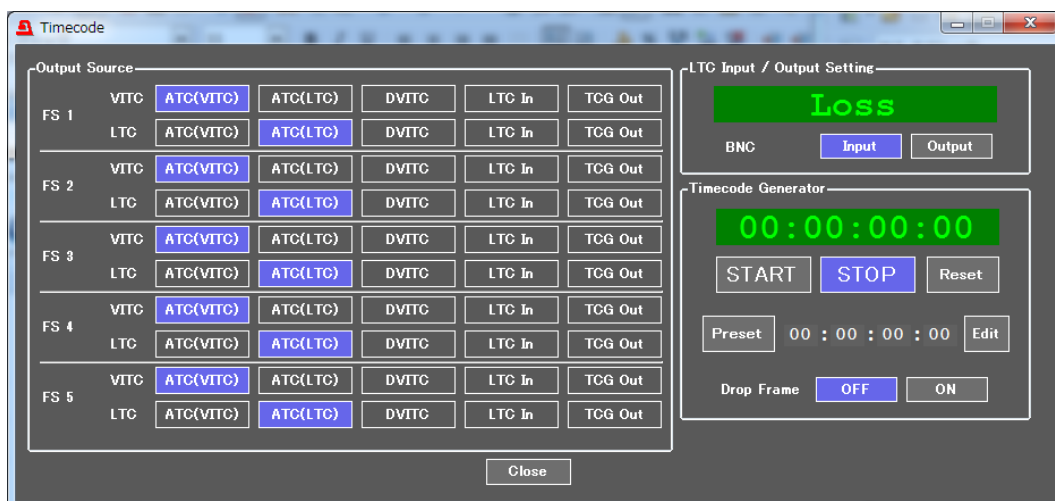 Timecode
Output Source
FS 1
VITC ATC(VITC) ATC(LTC) DVITC LTC In TCG Out
LTC ATC(VITC) ATC(LTC) DVITC LTC In TCG Out
FS 2
VITC ATC(VITC) ATC(LTC) DVITC LTC In TCG Out
LTC ATC(VITC) ATC(LTC) DVITC LTC In TCG Out
FS 3
VITC ATC(VITC) ATC(LTC) DVITC LTC In TCG Out
LTC ATC(VITC) ATC(LTC) DVITC LTC In TCG Out
FS 4
VITC ATC(VITC) ATC(LTC) DVITC LTC In TCG Out
LTC ATC(VITC) ATC(LTC) DVITC LTC In TCG Out
FS 5
VITC ATC(VITC) ATC(LTC) DVITC LTC In TCG Out
LTC ATC(VITC) ATC(LTC) DVITC LTC In TCG Out
LTC Input / Output Setting
Loss
BNC Input Output
Timecode Generator
00:00:00:00
START STOP Reset
Preset 00 : 00 : 00 : 00 Edit
Drop Frame OFF ON
Close